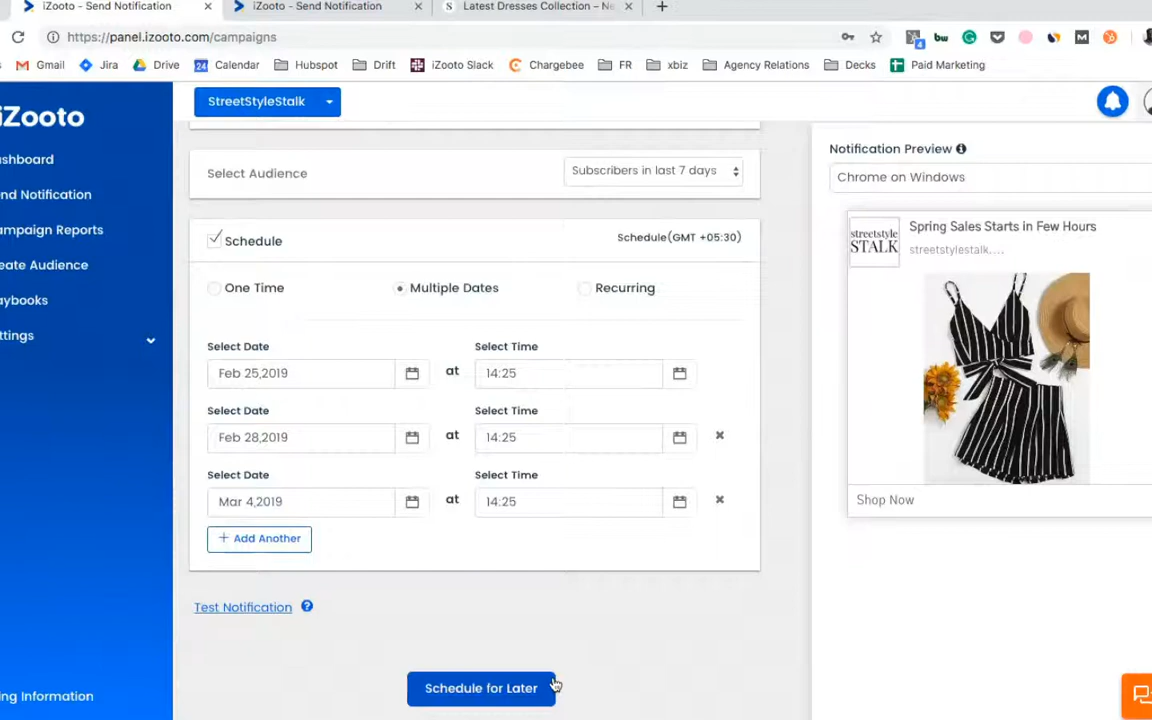 iZooto - Send Notification
iZooto - Send Notification
Latest Dresses Collection – Ne
https://panel.izooto.com/campaigns
Gmail
Jira
Drive
24 Calendar
Hubspot
Drift
iZooto Slack
Chargebee
FR
xbiz
Agency Relations
Decks
Paid Marketing
4
bw
M
iZooto
StreetStyleStalk
ashboard
nd Notification
ampaign Reports
eate Audience
aybooks
ttings
ng Information
Select Audience
Subscribers in last 7 days
Schedule
Schedule(GMT +05:30)
One Time
Multiple Dates
Recurring
Select Date
Select Time
Feb 25,2019
at
14:25
Select Date
Select Time
Feb 28,2019
at
14:25
Select Date
Select Time
Mar 4,2019
at
14:25
+ Add Another
Test Notification
Schedule for Later
Notification Preview
Chrome on Windows
streetstyle
STALK
Spring Sales Starts in Few Hours
streetstylestalk....
Shop Now